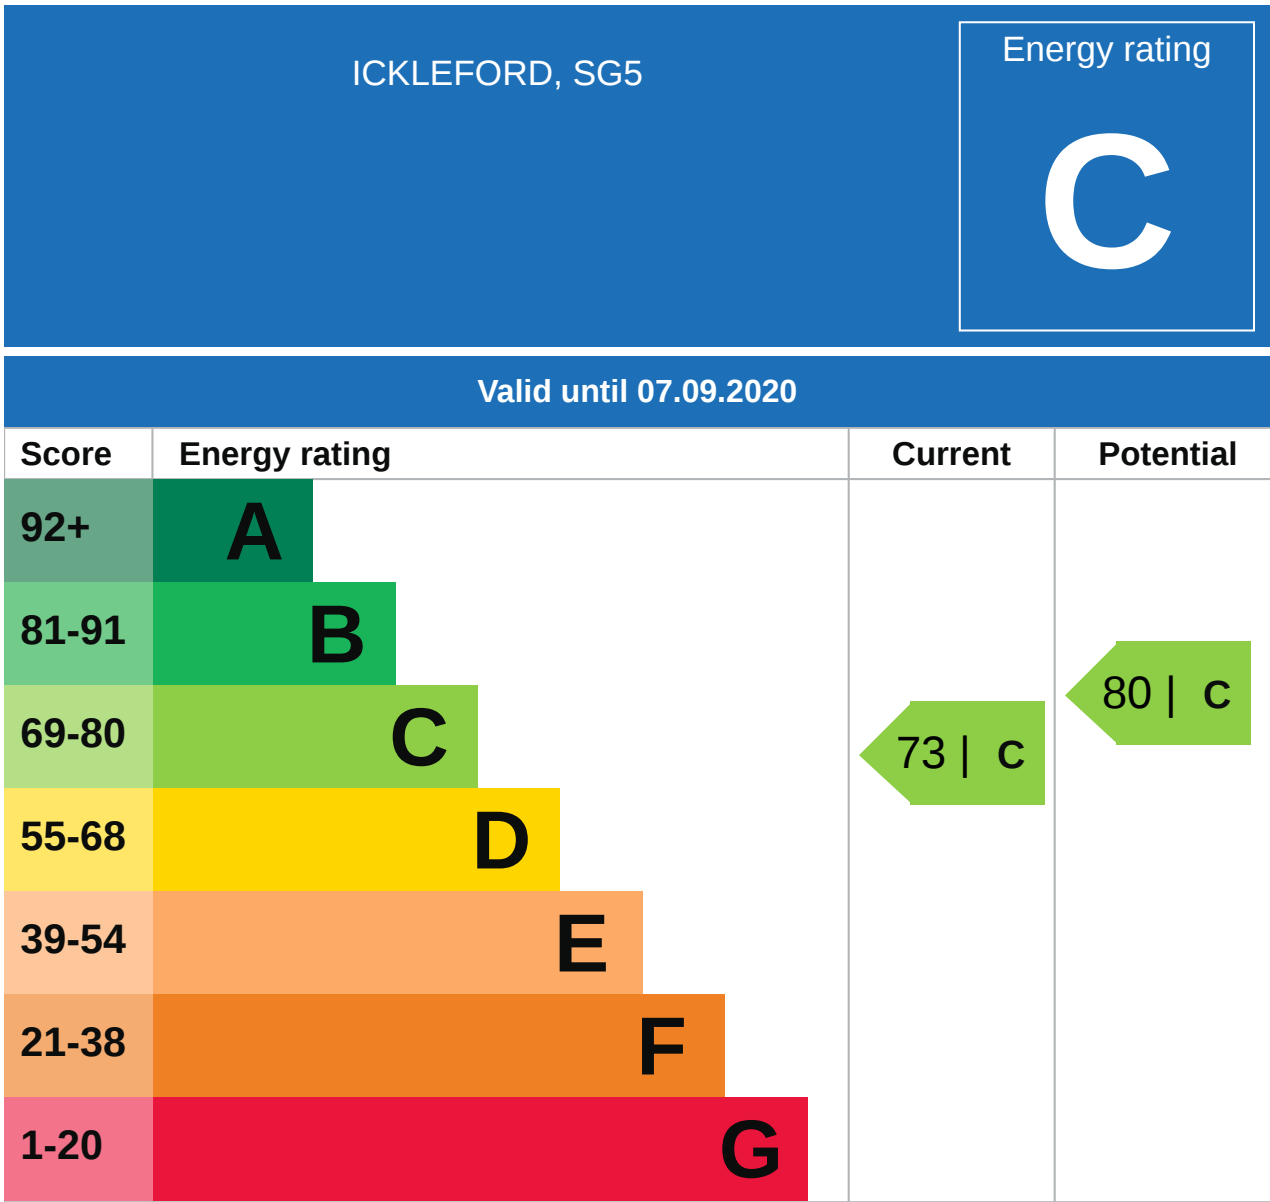 ICKLEFORD, SG5
Energy rating
C
Valid until 07.09.2020
Score Energy rating Current Potential
92+ A
81-91 B
69-80 C
73 | C
80 | C
55-68 D
39-54 E
21-38 F
1-20 G